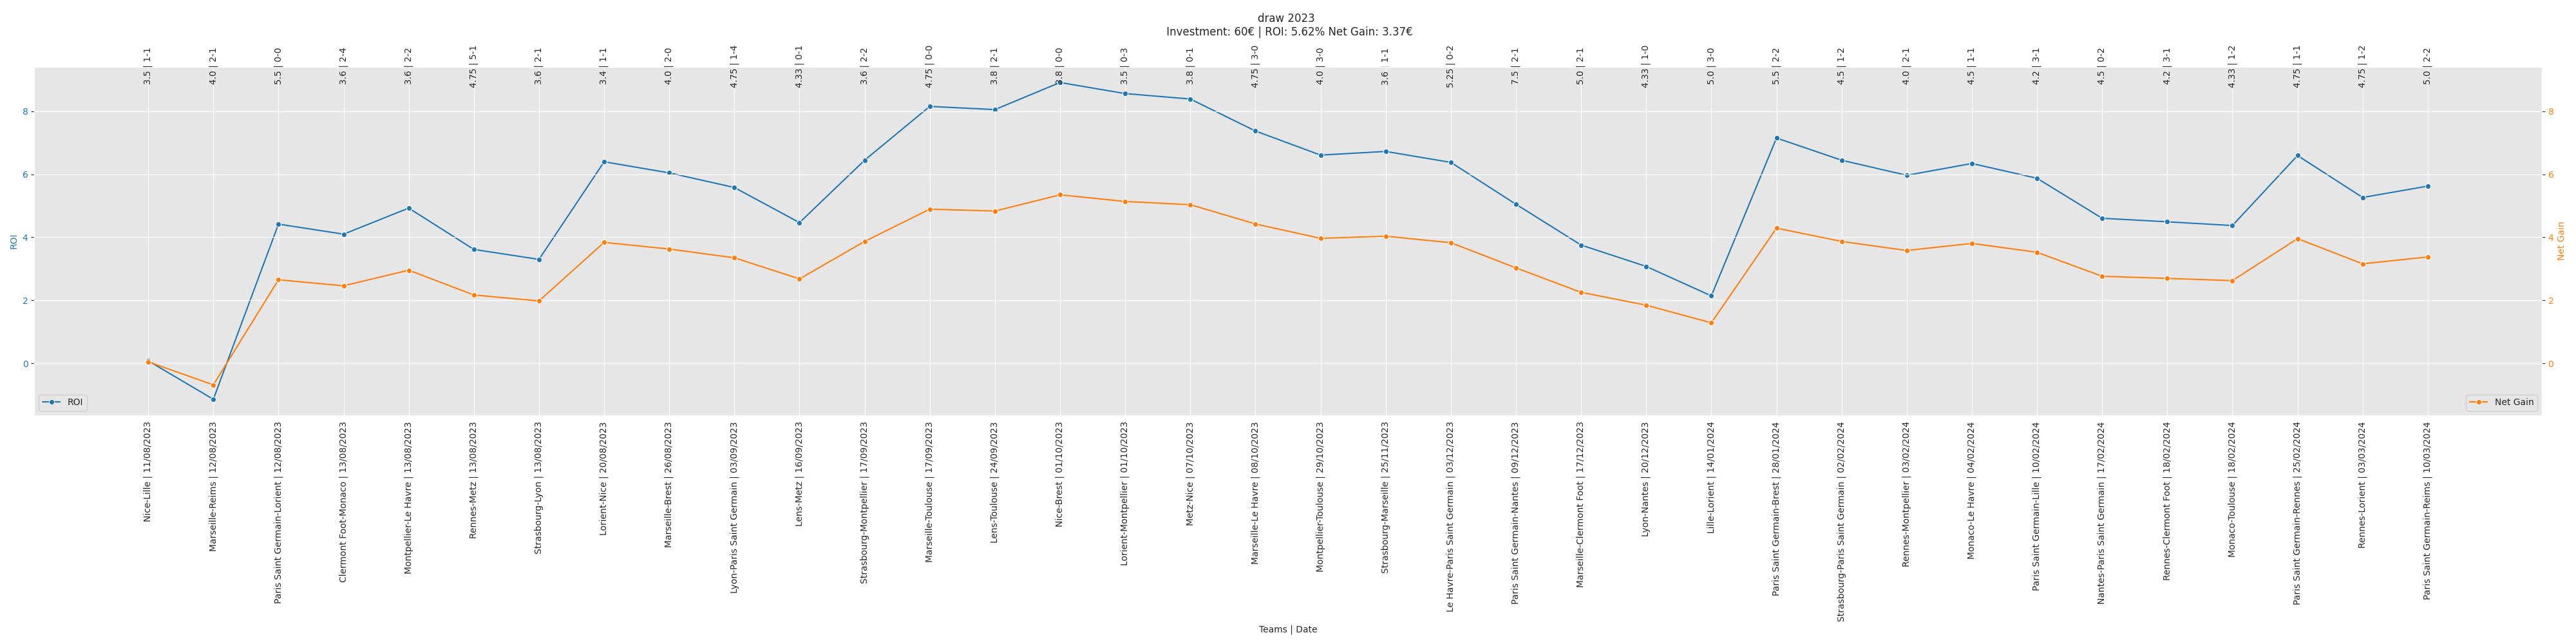 draw 2023
Investment: 60€ | ROI: 5.62% Net Gain: 3.37€
3.5 | 1-1
4.0 | 2-1
5.5 | 0-0
3.6 | 2-4
3.6 | 2-2
4.75 | 5-1
3.6 | 2-1
3.4 | 1-1
4.0 | 2-0
4.75 | 1-4
4.33 | 0-1
3.6 | 2-2
4.75 | 0-0
3.8 | 2-1
3.8 | 0-0
3.5 | 0-3
3.8 | 0-1
4.75 | 3-0
4.0 | 3-0
3.6 | 1-1
5.25 | 0-2
7.5 | 2-1
5.0 | 2-1
4.33 | 1-0
5.0 | 3-0
5.5 | 2-2
4.5 | 1-2
4.0 | 2-1
4.5 | 1-1
4.2 | 3-1
4.5 | 0-2
4.2 | 3-1
4.33 | 1-2
4.75 | 1-1
4.75 | 1-2
5.0 | 2-2
8
6
4
2
0
ROI
8
6
4
2
0
Net Gain
ROI
Net Gain
Nice-Lille | 11/08/2023
Marseille-Reims | 12/08/2023
Paris Saint Germain-Lorient | 12/08/2023
Clermont Foot-Monaco | 13/08/2023
Montpellier-Le Havre | 13/08/2023
Rennes-Metz | 13/08/2023
Strasbourg-Lyon | 13/08/2023
Lorient-Nice | 20/08/2023
Marseille-Brest | 26/08/2023
Lyon-Paris Saint Germain | 03/09/2023
Lens-Metz | 16/09/2023
Strasbourg-Montpellier | 17/09/2023
Marseille-Toulouse | 17/09/2023
Lens-Toulouse | 24/09/2023
Nice-Brest | 01/10/2023
Lorient-Montpellier | 01/10/2023
Metz-Nice | 07/10/2023
Marseille-Le Havre | 08/10/2023
Montpellier-Toulouse | 29/10/2023
Strasbourg-Marseille | 25/11/2023
Le Havre-Paris Saint Germain | 03/12/2023
Paris Saint Germain-Nantes | 09/12/2023
Marseille-Clermont Foot | 17/12/2023
Lyon-Nantes | 20/12/2023
Lille-Lorient | 14/01/2024
Paris Saint Germain-Brest | 28/01/2024
Strasbourg-Paris Saint Germain | 02/02/2024
Rennes-Montpellier | 03/02/2024
Monaco-Le Havre | 04/02/2024
Paris Saint Germain-Lille | 10/02/2024
Nantes-Paris Saint Germain | 17/02/2024
Rennes-Clermont Foot | 18/02/2024
Monaco-Toulouse | 18/02/2024
Paris Saint Germain-Rennes | 25/02/2024
Rennes-Lorient | 03/03/2024
Paris Saint Germain-Reims | 10/03/2024
Teams | Date